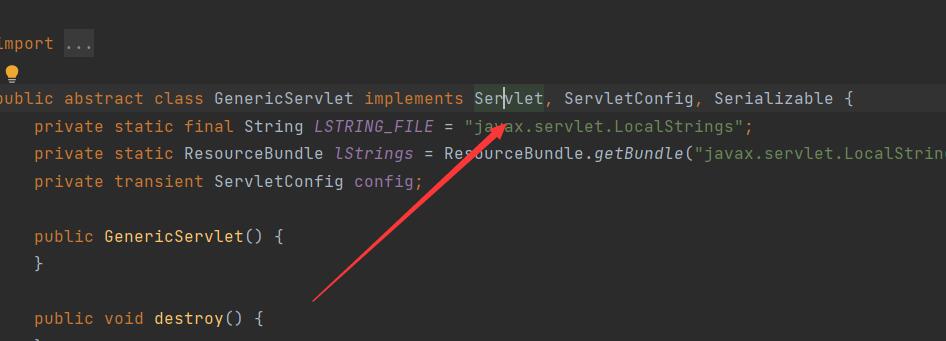 import ...
public abstract class GenericServlet implements Servlet, ServletConfig, Serializable {
private static final String LSTRING_FILE = "javax.servlet.LocalStrings";
private static ResourceBundle lStrings = ResourceBundle.getBundle("javax.servlet.LocalStrin
private transient ServletConfig config;
public GenericServlet() {
}
public void destroy() {